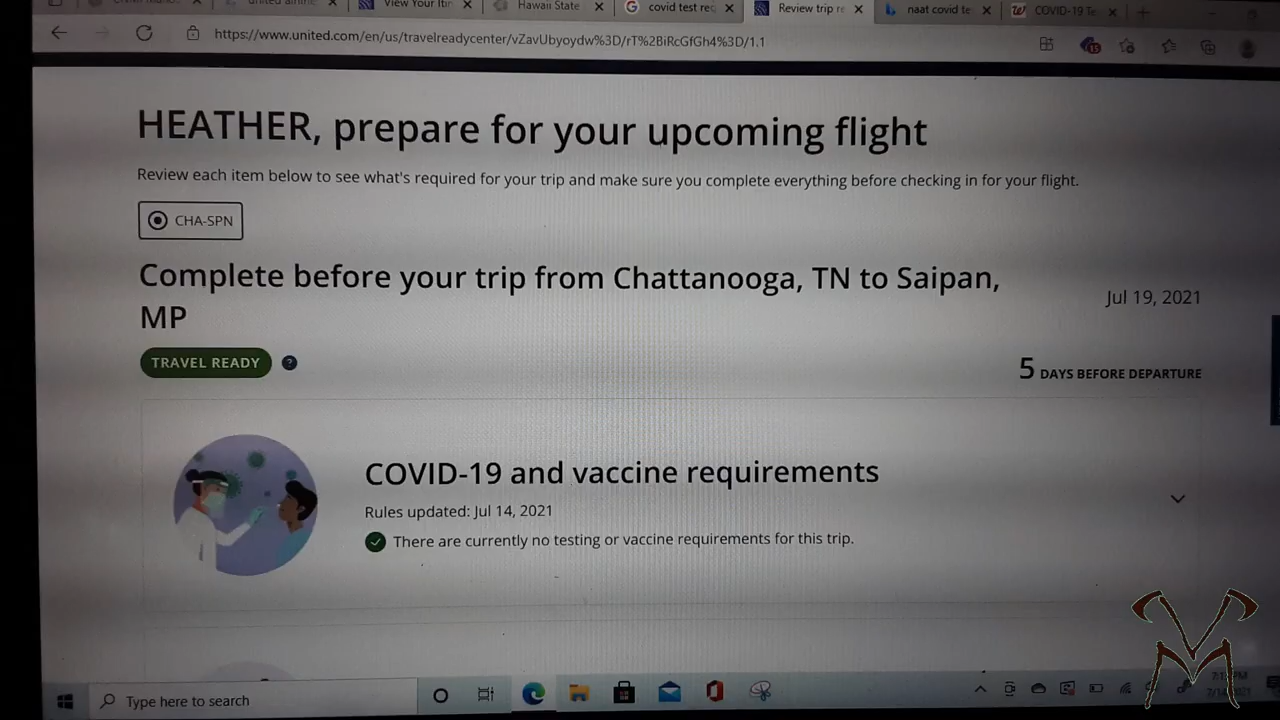 View Your Itin
Hawaii State
covid test req
Review trip re
naat covid te
COVID-19 Te
https://www.united.com/en/us/travelreadycenter/vZavUbyoydw%3D/rT%2BiRcGfGh4%3D/1.1
15
HEATHER, prepare for your upcoming flight
Review each item below to see what's required for your trip and make sure you complete everything before checking in for your flight.
CHA-SPN
Complete before your trip from Chattanooga, TN to Saipan,
MP
Jul 19, 2021
TRAVEL READY ?
5 DAYS BEFORE DEPARTURE
COVID-19 and vaccine requirements
Rules updated: Jul 14, 2021
There are currently no testing or vaccine requirements for this trip.
Type here to search